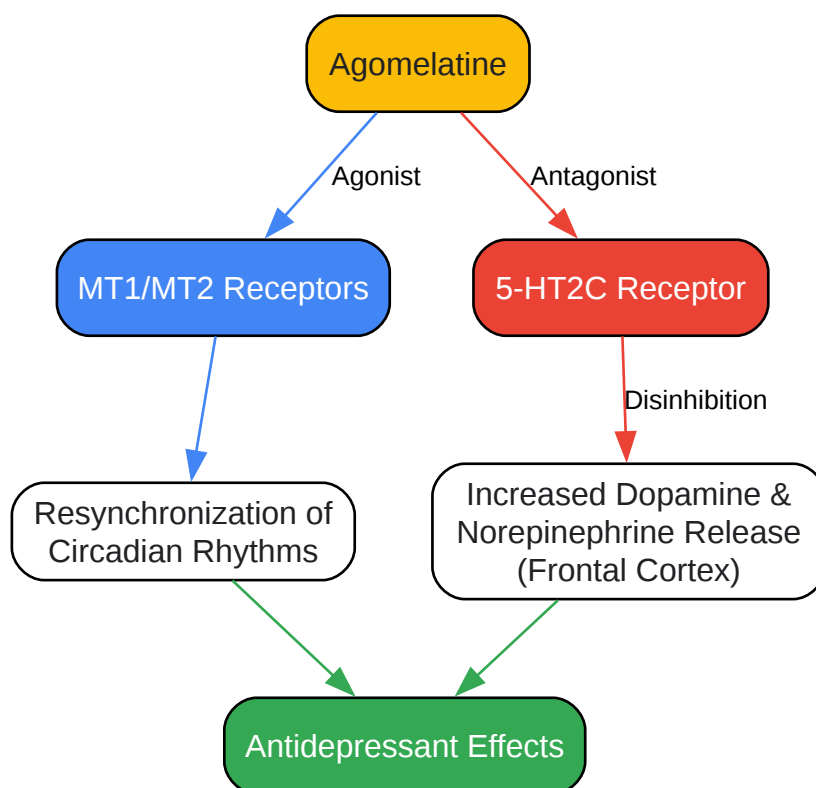 Agomelatine
Agonist
Antagonist
MT1/MT2 Receptors
5-HT2C Receptor
Disinhibition
Resynchronization of
Circadian Rhythms
Increased Dopamine &
Norepinephrine Release
(Frontal Cortex)
Antidepressant Effects